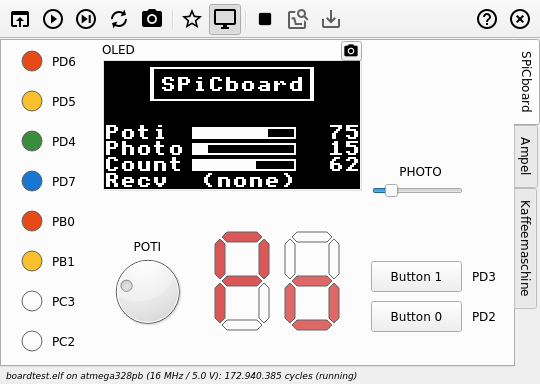 OLED
PD6
PD5
PD4
PD7
PB0
PB1
PC3
PC2
SPiCboard
Poti 75
Photo 15
Count 62
Recv (none)
PHOTO
POTI
Button 1 PD3
Button 0 PD2
SPiCboard
Ampel
Kaffeemaschine
boardtest.elf on atmega328pb (16 MHz / 5.0 V): 172.940.385 cycles (running)